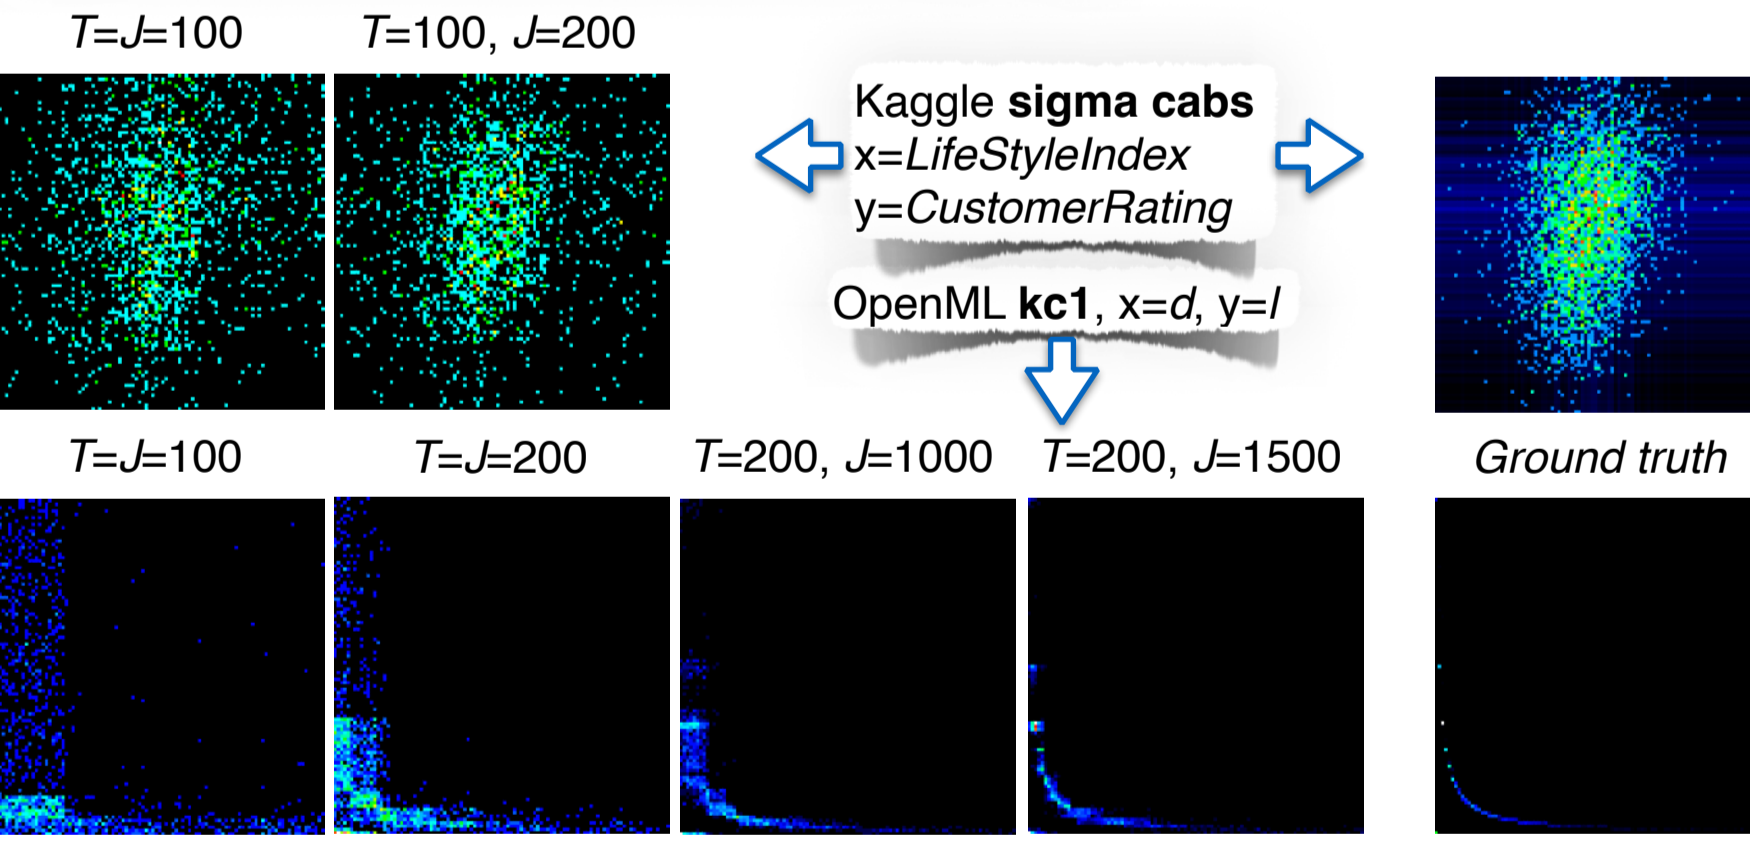 T=J=100
T=100, J=200
Kaggle sigma cabs
x=LifeStyleIndex
y=CustomerRating
OpenML kc1, x=d, y=l
T=J=100
T=J=200
T=200, J=1000
T=200, J=1500
Ground truth